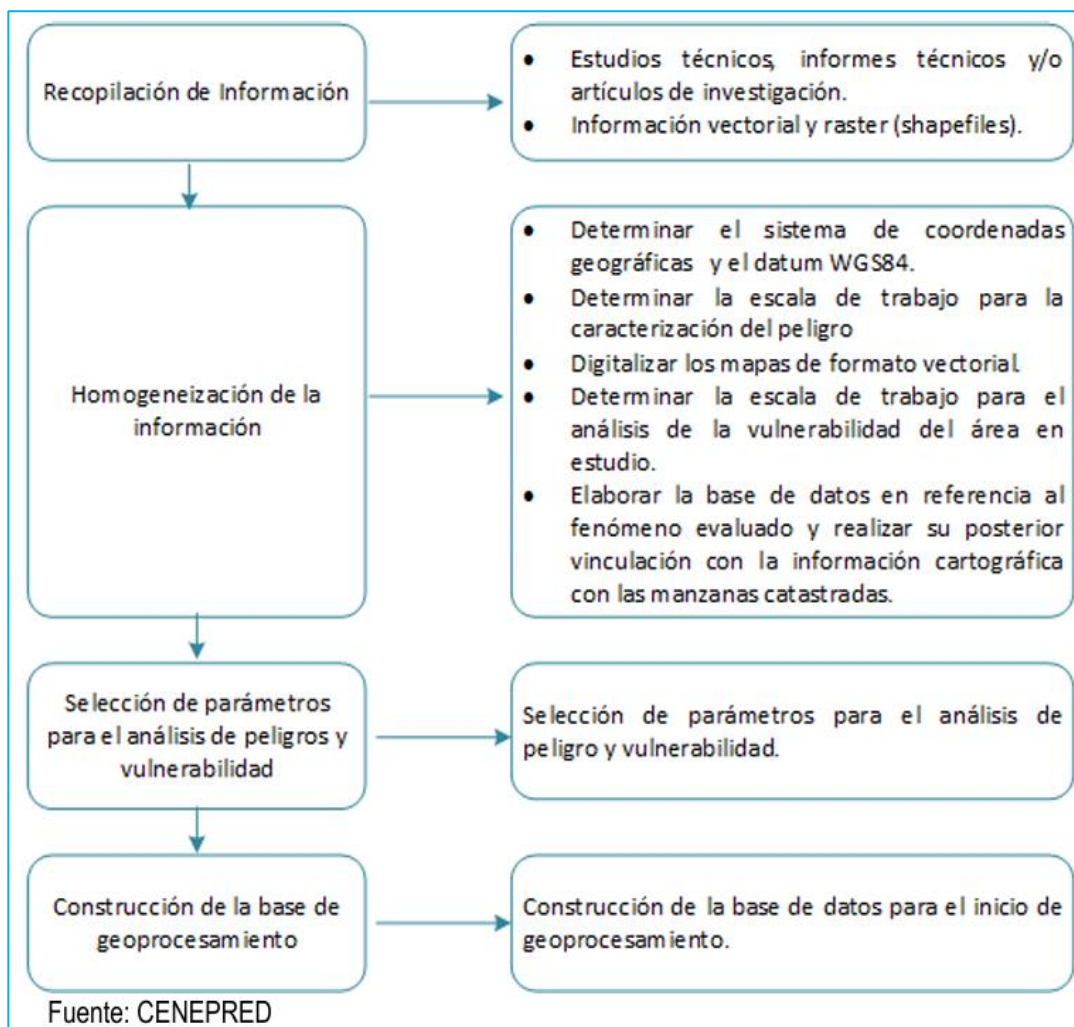 Recopilación de Información
• Estudios técnicos, informes técnicos y/o
artículos de investigación.
• Información vectorial y raster (shapefiles).
Homogeneización de la
información
• Determinar el sistema de coordenadas
geográficas y el datum WGS84.
• Determinar la escala de trabajo para la
caracterización del peligro
• Digitalizar los mapas de formato vectorial.
• Determinar la escala de trabajo para el
análisis de la vulnerabilidad del área en
estudio.
• Elaborar la base de datos en referencia al
fenómeno evaluado y realizar su posterior
vinculación con la información cartográfica
con las manzanas catastradas.
Selección de parámetros
para el análisis de peligros y
vulnerabilidad
Selección de parámetros para el análisis de
peligro y vulnerabilidad.
Construcción de la base de
geoprocesamiento
Construcción de la base de datos para el inicio de
geoprocesamiento.
Fuente: CENEPRED